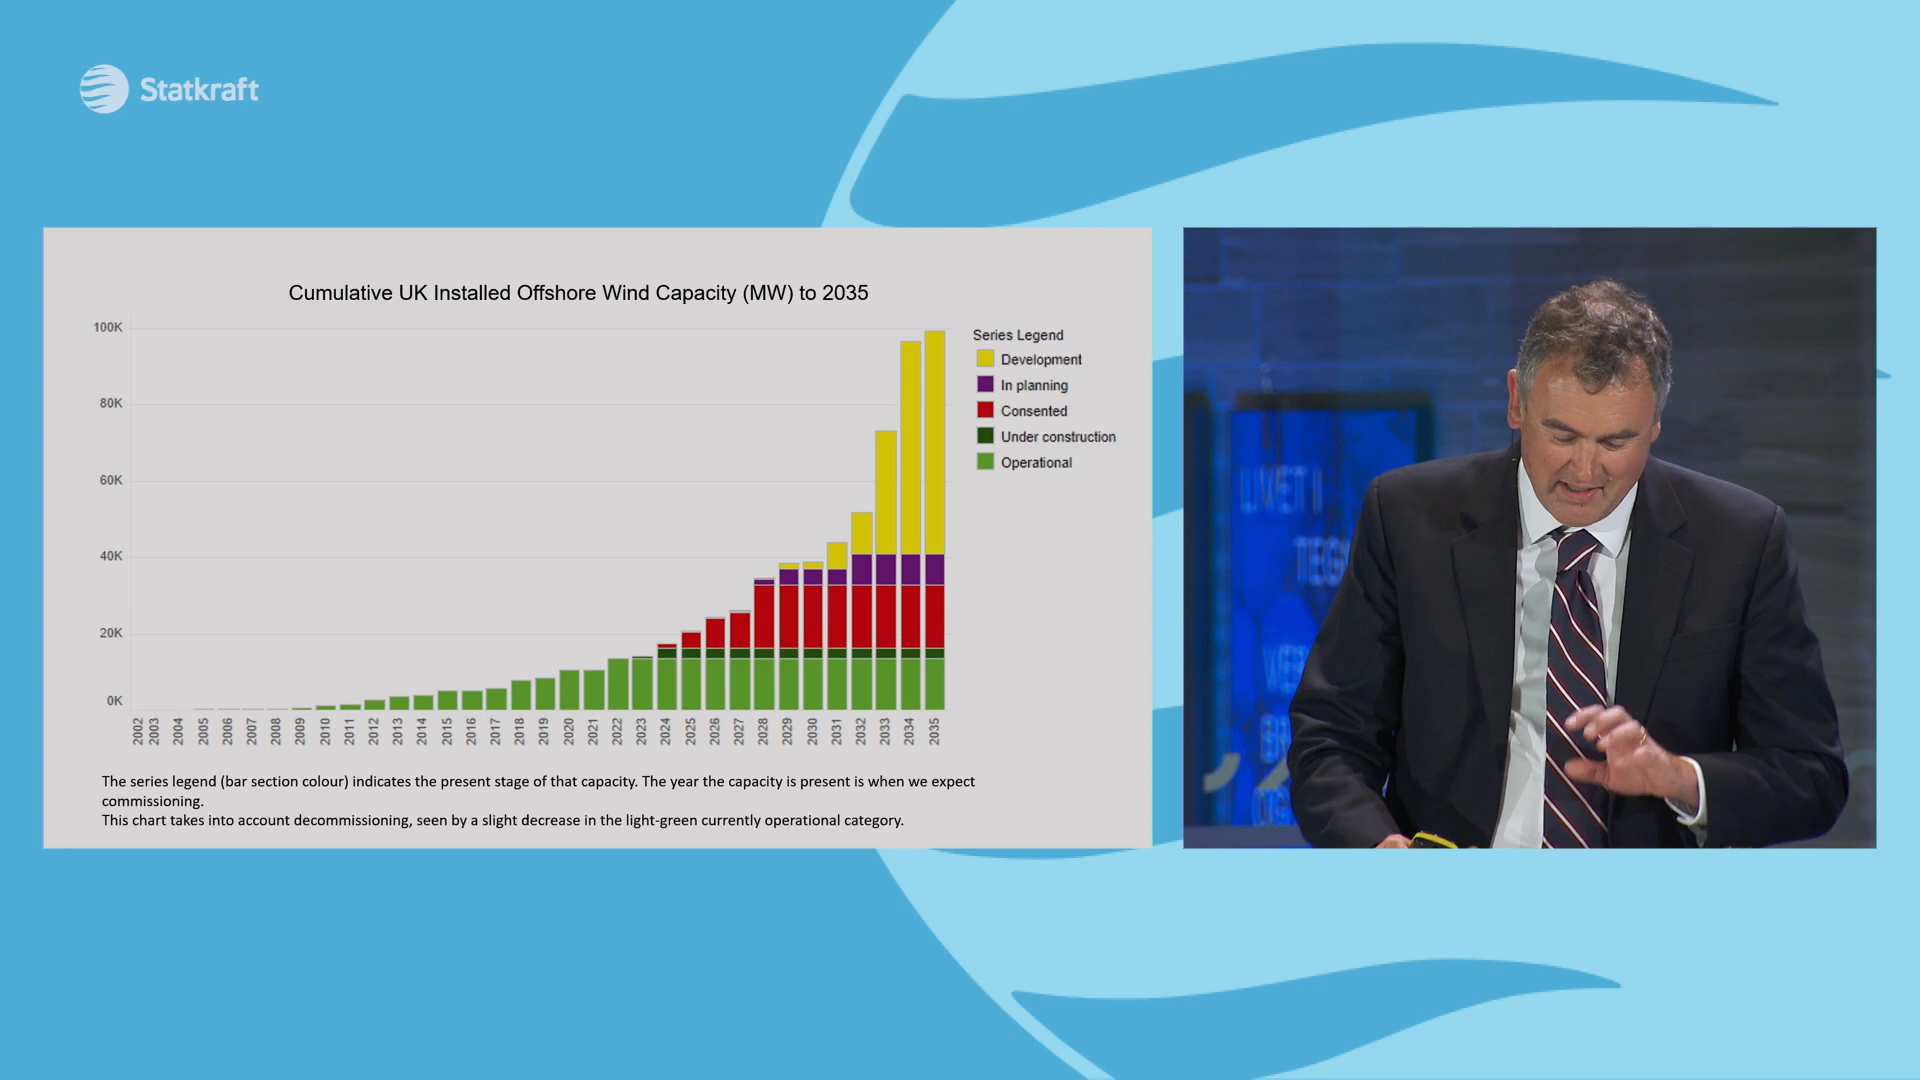 Statkraft
Cumulative UK Installed Offshore Wind Capacity (MW) to 2035
100K
80K
60K
40K
20K
0K
2002
2003
2004
2005
2006
2007
2008
2009
2010
2011
2012
2013
2014
2015
2016
2017
2018
2019
2020
2021
2022
2023
2024
2025
2026
2027
2028
2029
2030
2031
2032
2033
2034
2035
Series Legend
Development
In planning
Consented
Under construction
Operational
The series legend (bar section colour) indicates the present stage of that capacity. The year the capacity is present is when we expect
commissioning.
This chart takes into account decommissioning, seen by a slight decrease in the light-green currently operational category.